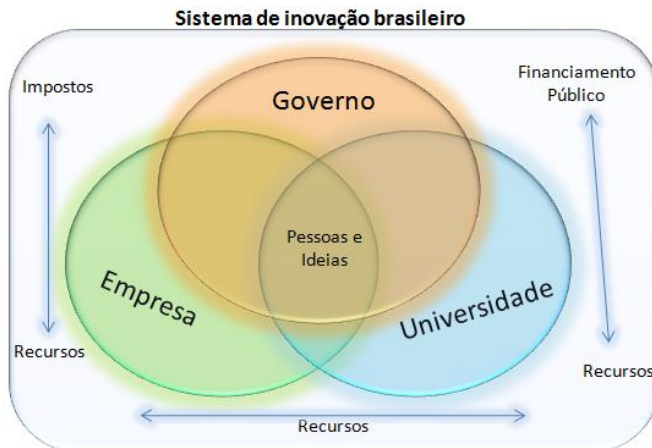 Sistema de inovação brasileiro
Impostos
Financiamento
Público
Governo
Pessoas e
Ideias
Empresa
Universidade
Recursos
Recursos
Recursos